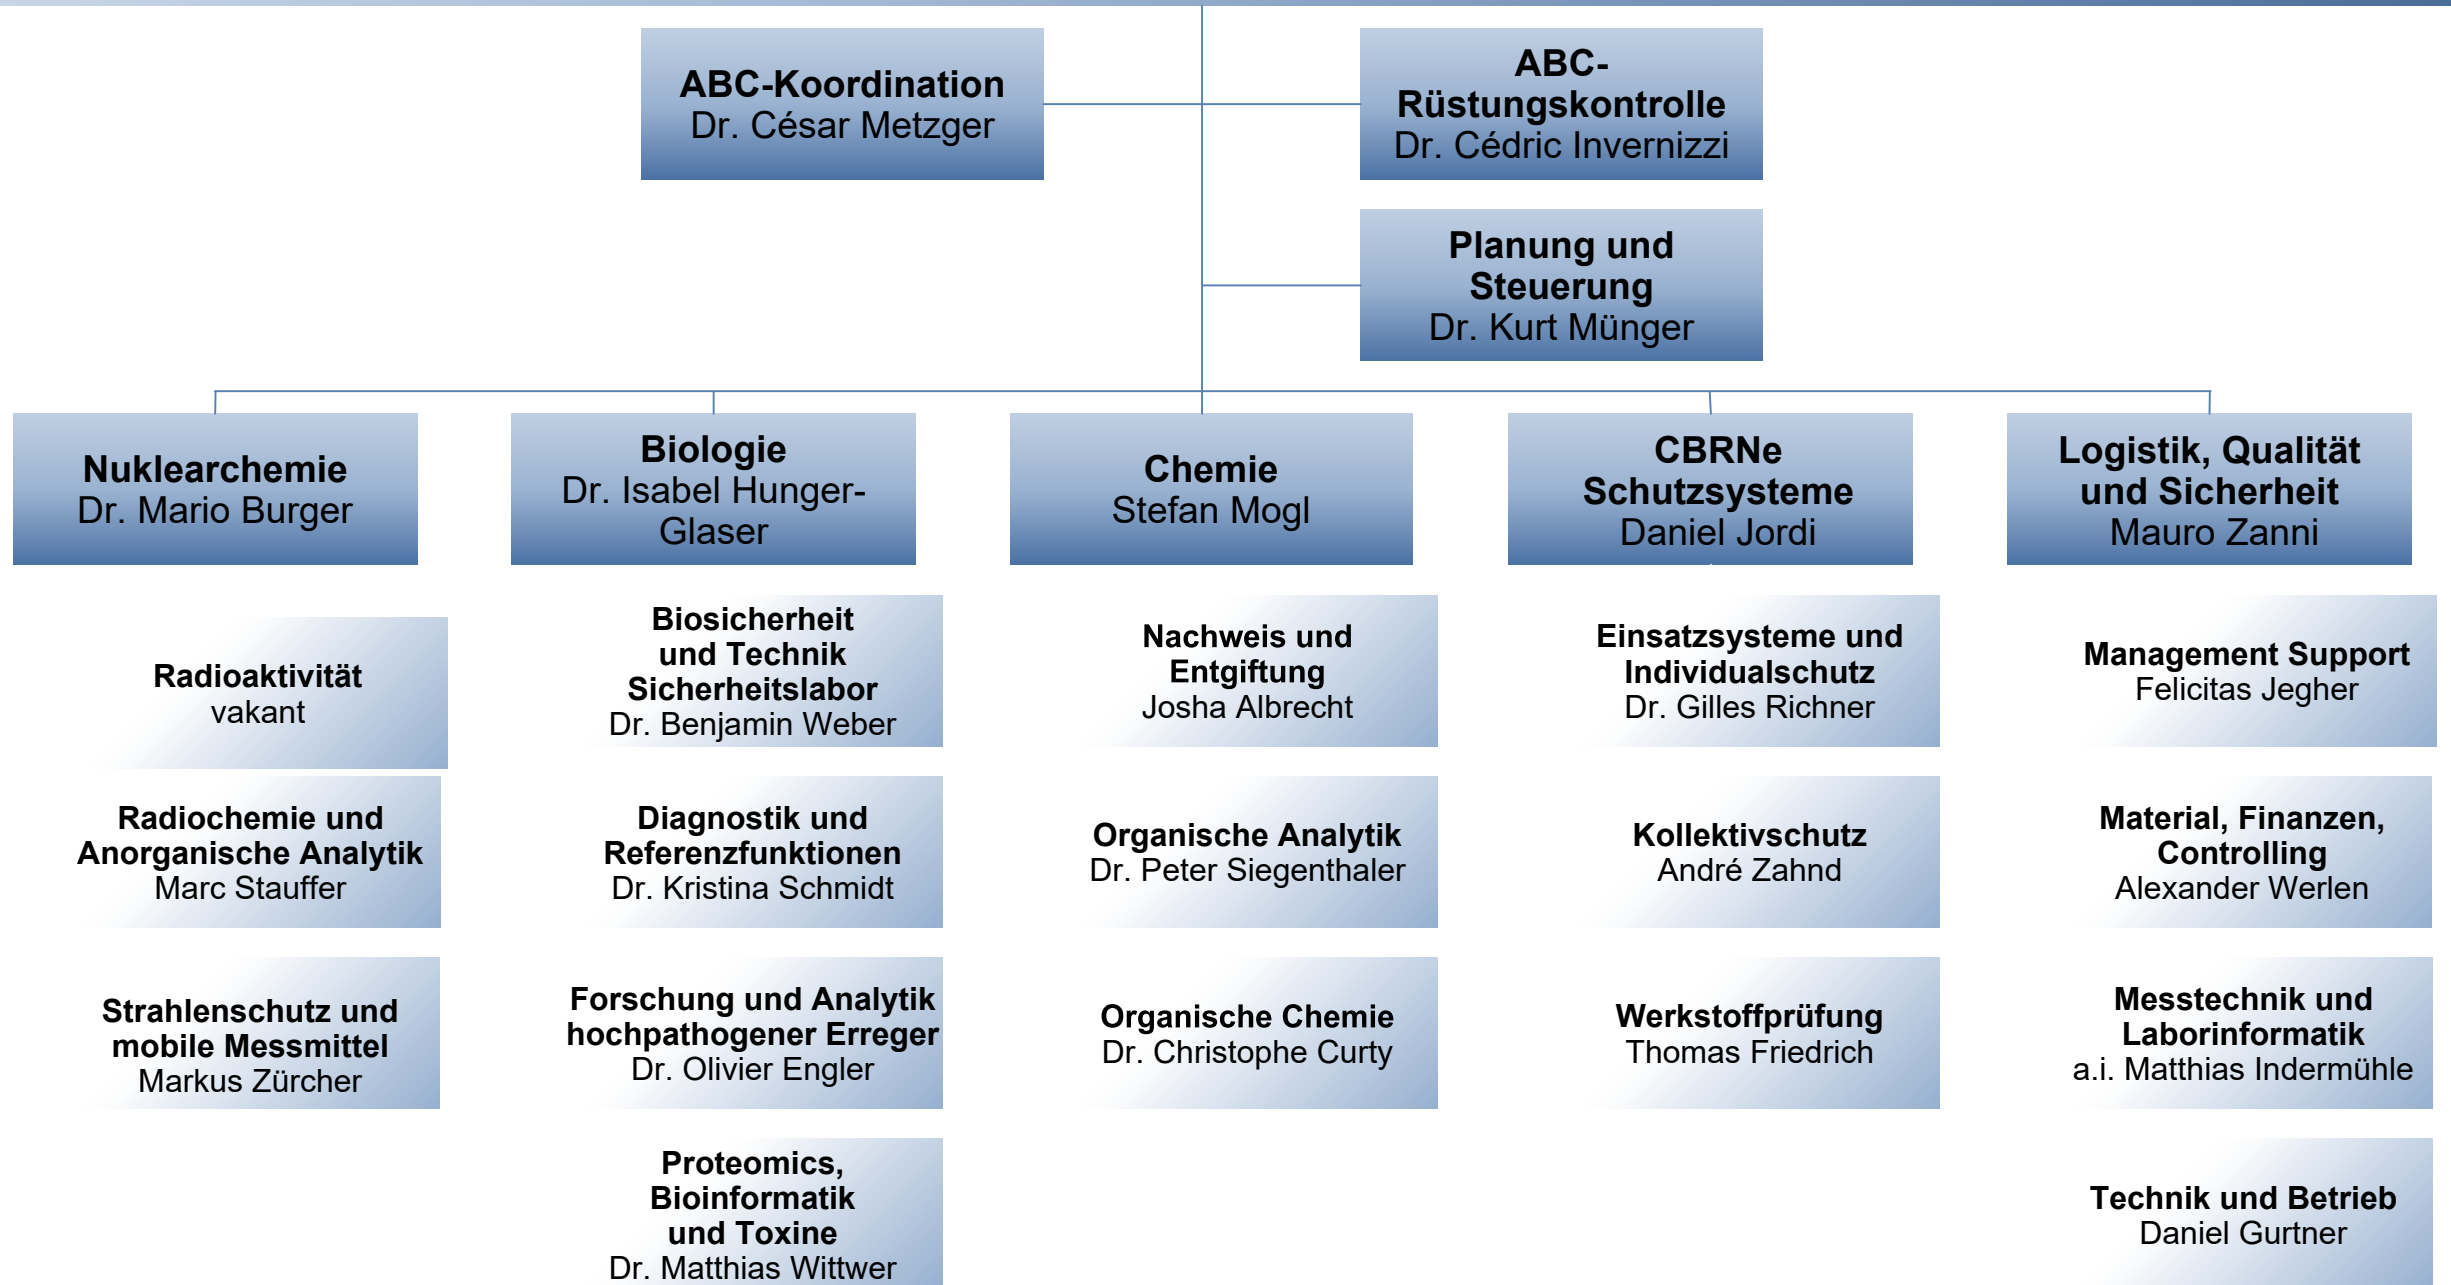 ABC-Koordination
Dr. César Metzger
ABC-
Rüstungskontrolle
Dr. Cédric Invernizzi
Planung und
Steuerung
Dr. Kurt Münger
Nuklearchemie
Dr. Mario Burger
Biologie
Dr. Isabel Hunger-
Glaser
Chemie
Stefan Mogl
CBRNe
Schutzsysteme
Daniel Jordi
Logistik, Qualität
und Sicherheit
Mauro Zanni
Radioaktivität
vakant
Radiochemie und
Anorganische Analytik
Marc Stauffer
Strahlenschutz und
mobile Messmittel
Markus Zürcher
Biosicherheit
und Technik
Sicherheitslabor
Dr. Benjamin Weber
Diagnostik und
Referenzfunktionen
Dr. Kristina Schmidt
Forschung und Analytik
hochpathogener Erreger
Dr. Olivier Engler
Proteomics,
Bioinformatik
und Toxine
Dr. Matthias Wittwer
Nachweis und
Entgiftung
Josha Albrecht
Organische Analytik
Dr. Peter Siegenthaler
Organische Chemie
Dr. Christophe Curty
Einsatzsysteme und
Individualschutz
Dr. Gilles Richner
Kollektivschutz
André Zahnd
Werkstoffprüfung
Thomas Friedrich
Management Support
Felicitas Jegher
Material, Finanzen,
Controlling
Alexander Werlen
Messtechnik und
Laborinformatik
a.i. Matthias Indermühle
Technik und Betrieb
Daniel Gurtner